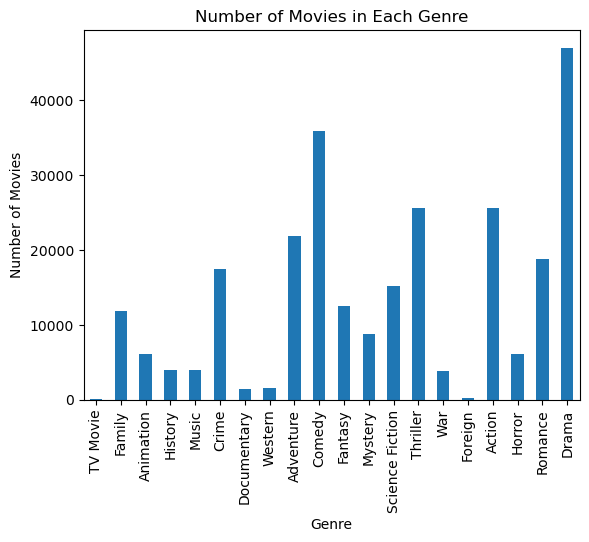 Number of Movies in Each Genre
Number of Movies
40000
30000
20000
10000
0
TV Movie
Family
Animation
History
Music
Crime
Documentary
Western
Adventure
Comedy
Fantasy
Mystery
Science Fiction
Thriller
War
Foreign
Action
Horror
Romance
Drama
Genre